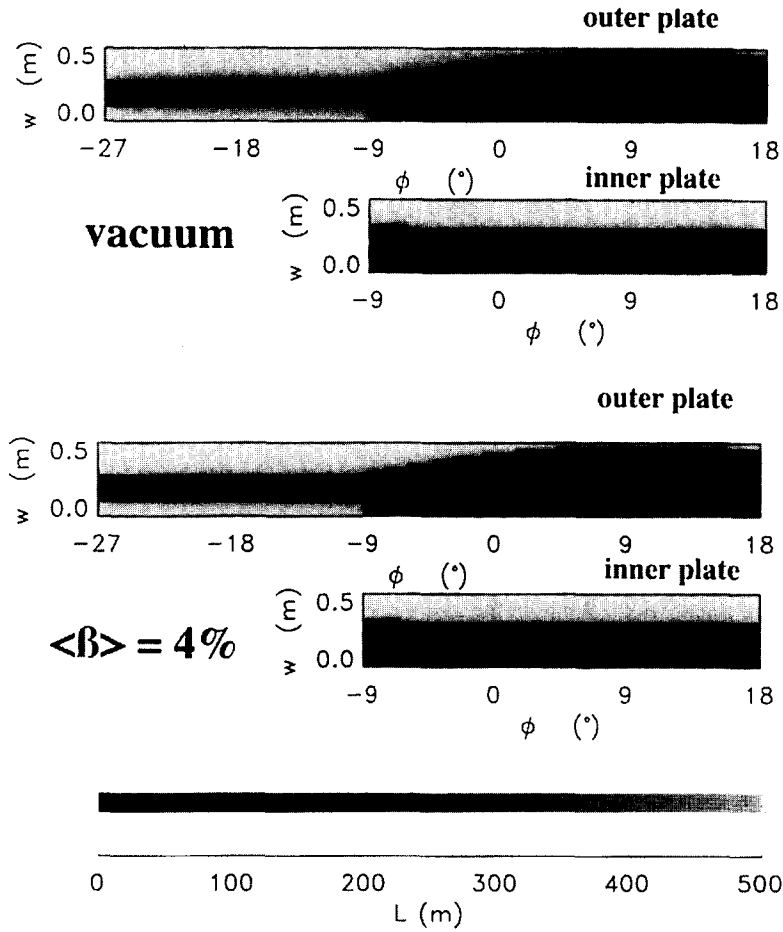 outer plate
w (m)
0.5
0.0
-27 -18 -9 0 9 18
φ (°)
inner plate
vacuum
w (m)
0.5
0.0
-9 0 9 18
φ (°)
outer plate
w (m)
0.5
0.0
-27 -18 -9 0 9 18
φ (°)
inner plate
<ß> = 4%
w (m)
0.5
0.0
-9 0 9 18
φ (°)
0 100 200 300 400 500
L (m)